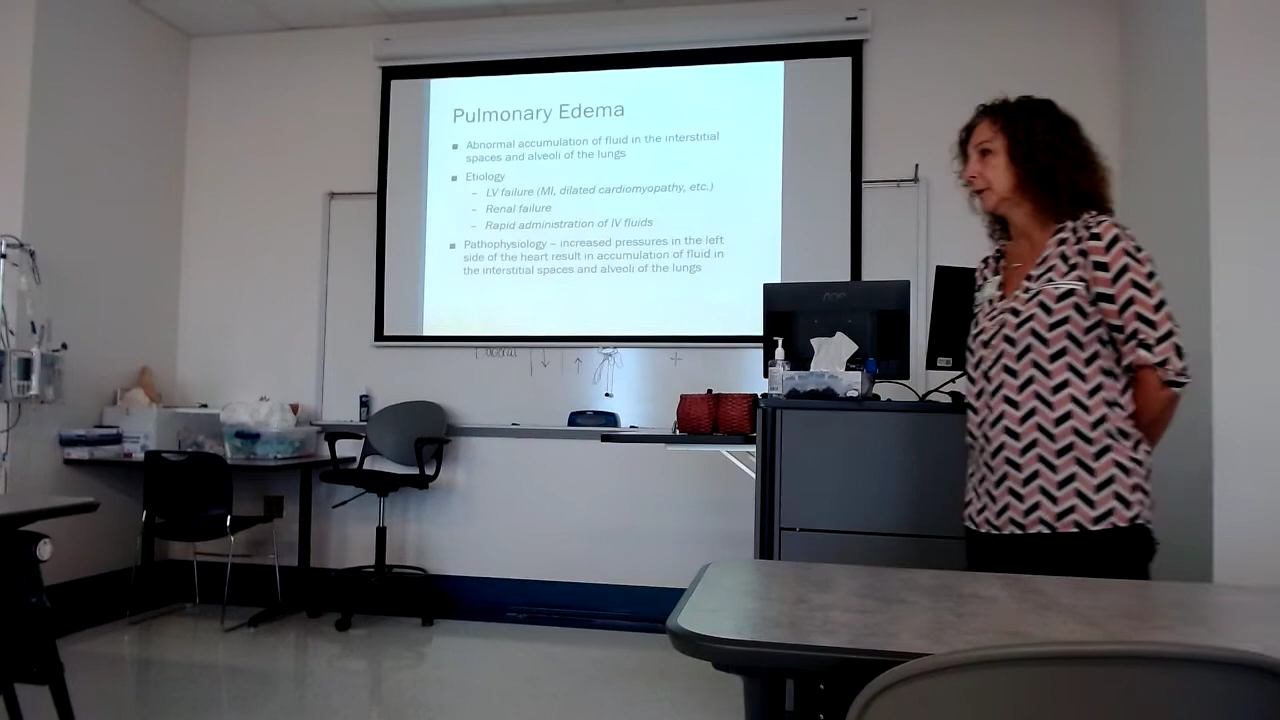 Pulmonary Edema
■ Abnormal accumulation of fluid in the interstitial
spaces and alveoli of the lungs
■ Etiology
– LV failure (MI, dilated cardiomyopathy, etc.)
– Renal failure
– Rapid administration of IV fluids
■ Pathophysiology – increased pressures in the left
side of the heart result in accumulation of fluid in
the interstitial spaces and alveoli of the lungs
AOC